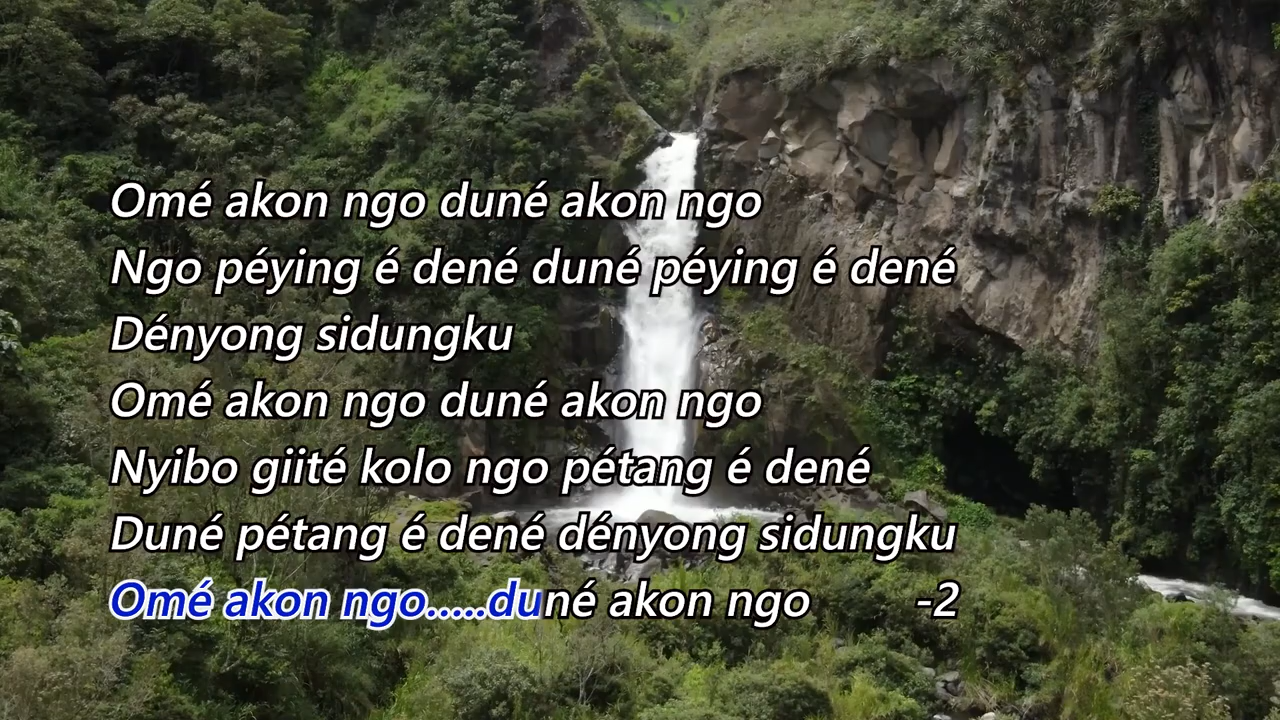 Omé akon ngo duné akon ngo
Ngo péying é dené duné péying é dené
Dényong sidungku
Omé akon ngo duné akon ngo
Nyibo giité kolo ngo pétang é dené
Duné pétang é dené dényong sidungku
Omé akon ngo.....duné akon ngo -2